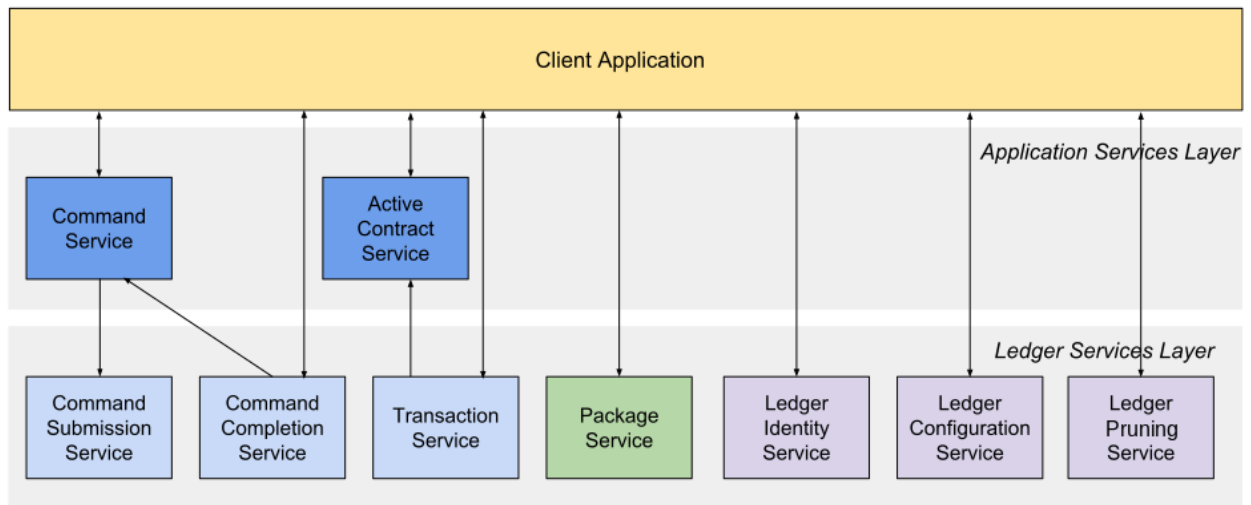 Client Application
Application Services Layer
Command
Service
Active
Contract
Service
Ledger Services Layer
Command
Submission
Service
Command
Completion
Service
Transaction
Service
Package
Service
Ledger
Identity
Service
Ledger
Configuration
Service
Ledger
Pruning
Service